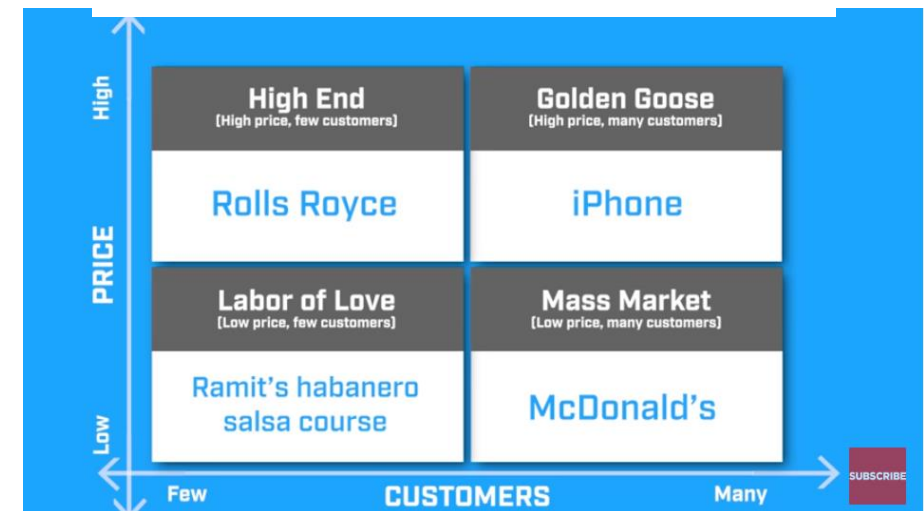 High
High End
(High price, few customers)
Golden Goose
(High price, many customers)
Rolls Royce
iPhone
PRICE
Labor of Love
(Low price, few customers)
Mass Market
(Low price, many customers)
Ramit's habanero
salsa course
McDonald's
Low
Few
CUSTOMERS
Many
SUBSCRIBE